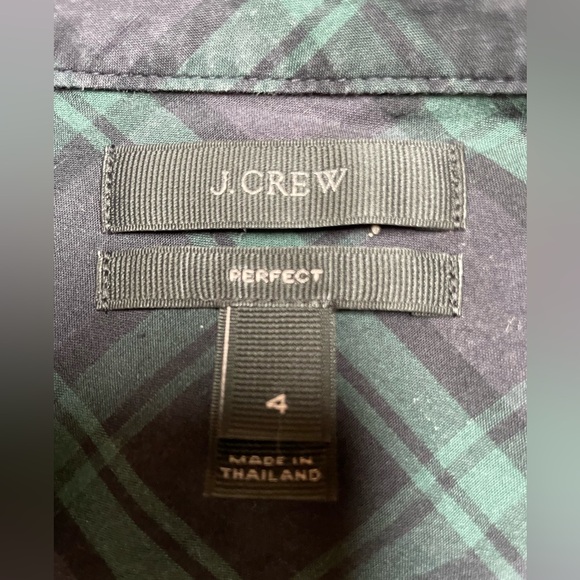 J.CREW
PERFECT
4
MADE IN
THAILAND